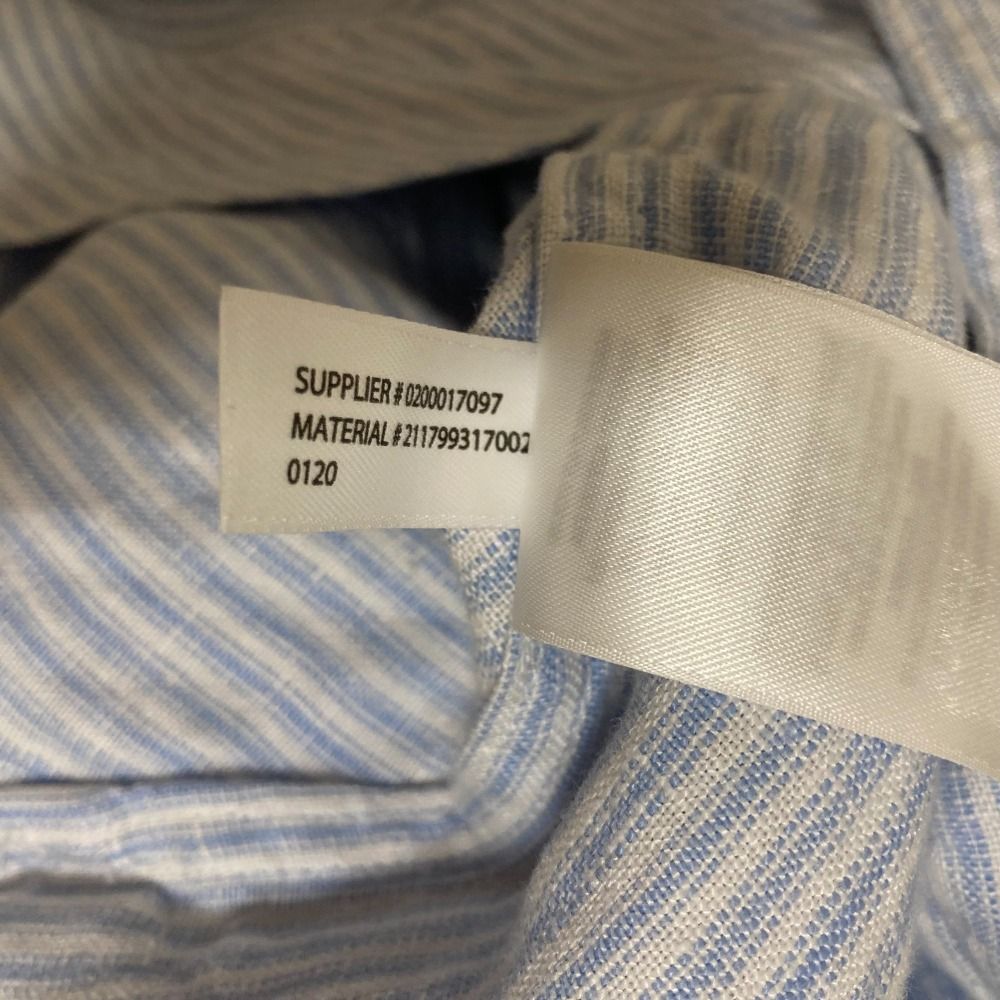 SUPPLIER # 0200017097
MATERIAL # 211799317002
0120